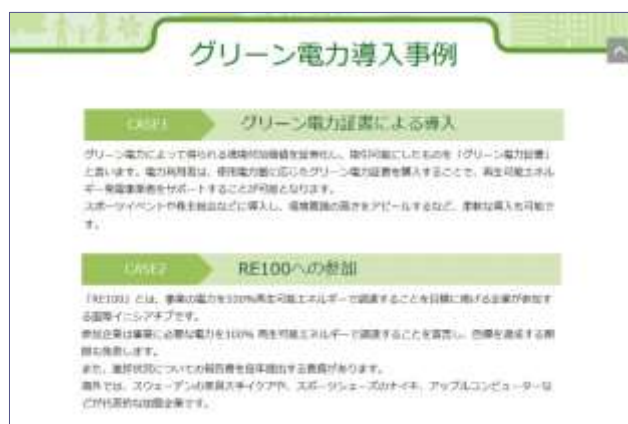 グリーン電力導入事例
CASE1
グリーン電力証書による導入
グリーン電力によって得られる環境付加価値を証券化し、取引可能にしたものを「グリーン電力証書」
と言います。電力利用者は、使用電力量に応じたグリーン電力証書を購入することで、再生可能エネル
ギー発電事業者をサポートすることが可能となります。
スポーツイベントや株主総会などに導入し、環境意識の高さをアピールするなど、柔軟な導入も可能で
す。
CASE2
RE100への参加
「RE100」とは、事業の電力を100%再生可能エネルギーで調達することを目標に掲げる企業が参加す
る国際イニシアチブです。
参加企業は事業に必要な電力を100% 再生可能エネルギーで調達することを宣言し、目標を達成する期
限も発表します。
また、進捗状況についての報告書を毎年提出する義務があります。
海外では、スウェーデンの家具大手イケアや、スポーツシューズのナイキ、アップルコンピューターな
どが代表的な加盟企業です。